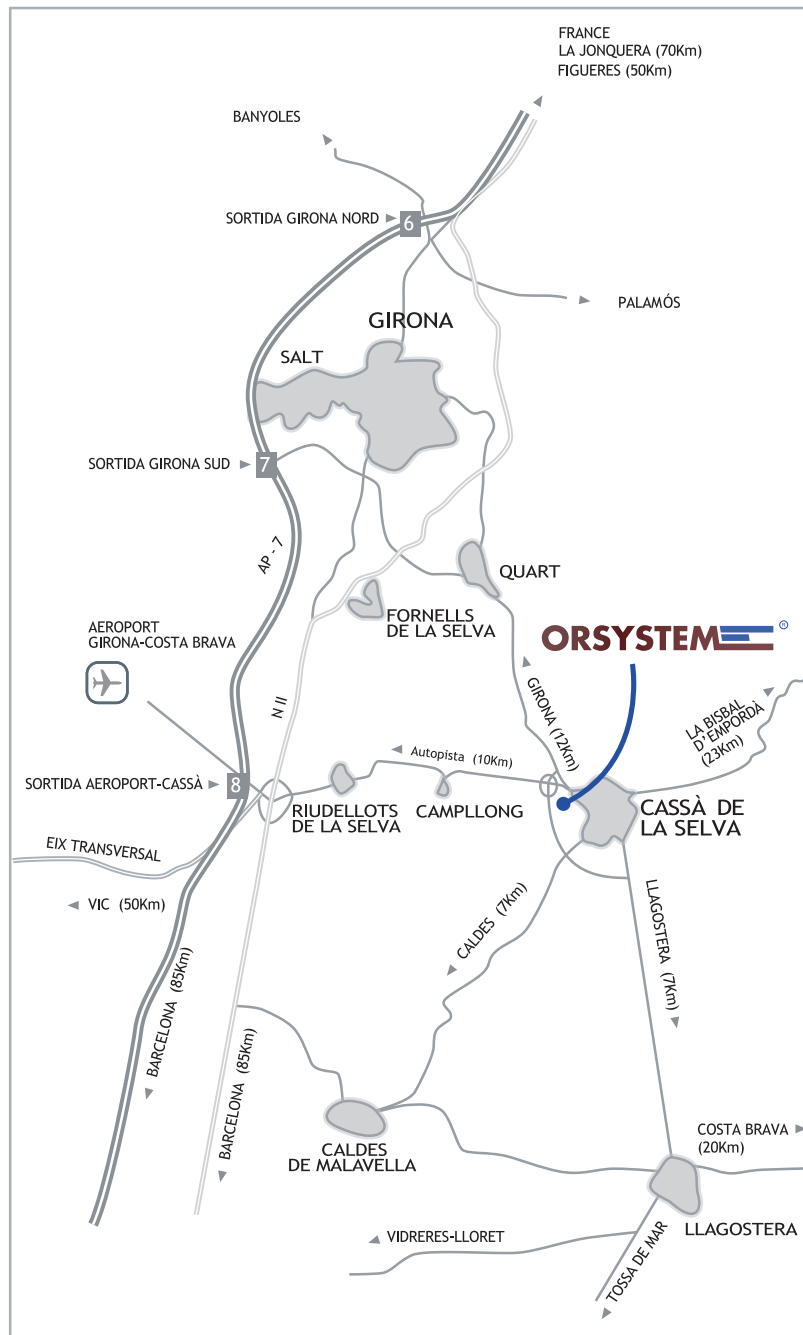 FRANCE
LA JONQUERA (70Km)
FIGUERES (50Km)
BANYOLES
SORTIDA GIRONA NORD
6
PALAMÓS
GIRONA
SALT
SORTIDA GIRONA SUD
7
AP - 7
QUART
FORNELLS
DE LA SELVA
AEROPORT
GIRONA-COSTA BRAVA
ORSYSTEM
®
N II
GIRONA (12Km)
LA BISBAL
D'EMPORDÀ
(23Km)
Autopista (10Km)
SORTIDA AEROPORT-CASSÀ
8
RIUDELLOTS
DE LA SELVA
CAMPLLONG
CASSÀ DE
LA SELVA
EIX TRANSVERSAL
VIC (50Km)
CALDES (7Km)
LLAGOSTERA (7Km)
BARCELONA (85Km)
BARCELONA (85Km)
COSTA BRAVA
(20Km)
CALDES
DE MALAVELLA
LLAGOSTERA
VIDRERES-LLORET
TOSSA DE MAR